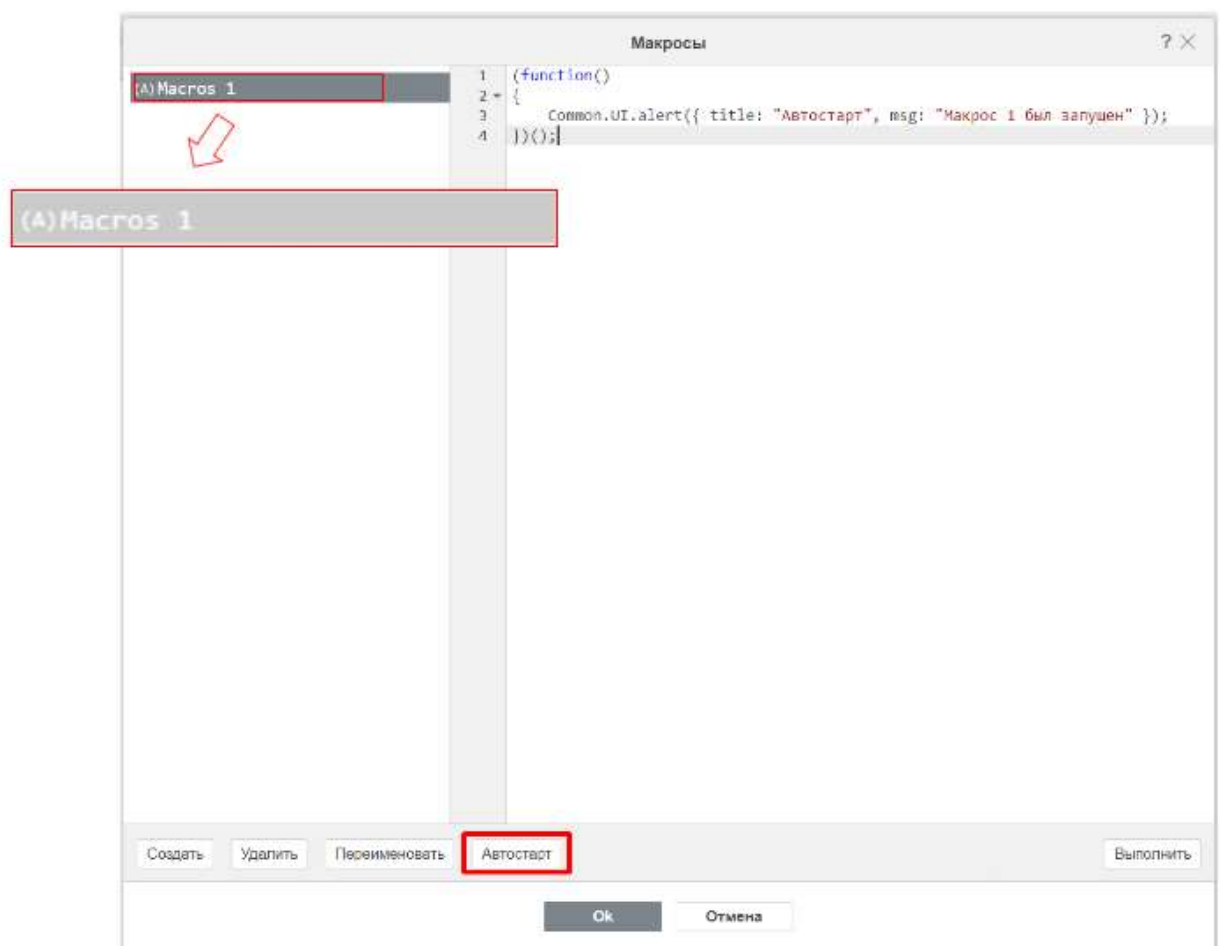 Макросы
? ×
(A)Macros 1
1 (function()
2 {
3 Common.UI.alert({ title: "Автостарт", msg: "Макрос 1 был запушен" });
4 })();
(A)Macros 1
Создать Удалить Переименовать Автостарт Выполнить
Ok Отмена